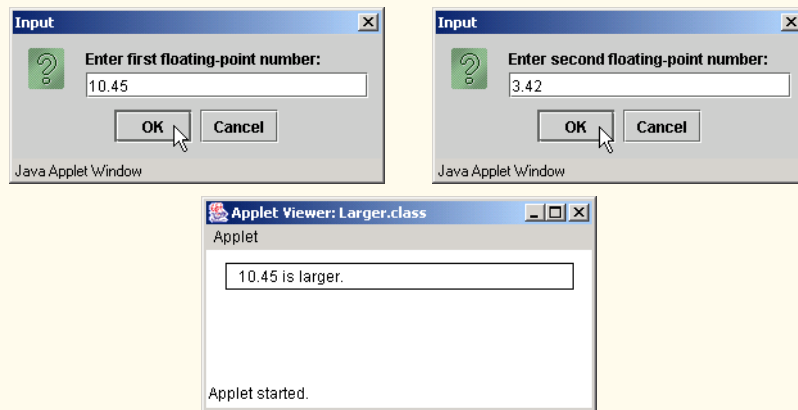 Input
Enter first floating-point number:
10.45
OK Cancel
Java Applet Window
Input
Enter second floating-point number:
3.42
OK Cancel
Java Applet Window
Applet Viewer: Larger.class
Applet
10.45 is larger.
Applet started.